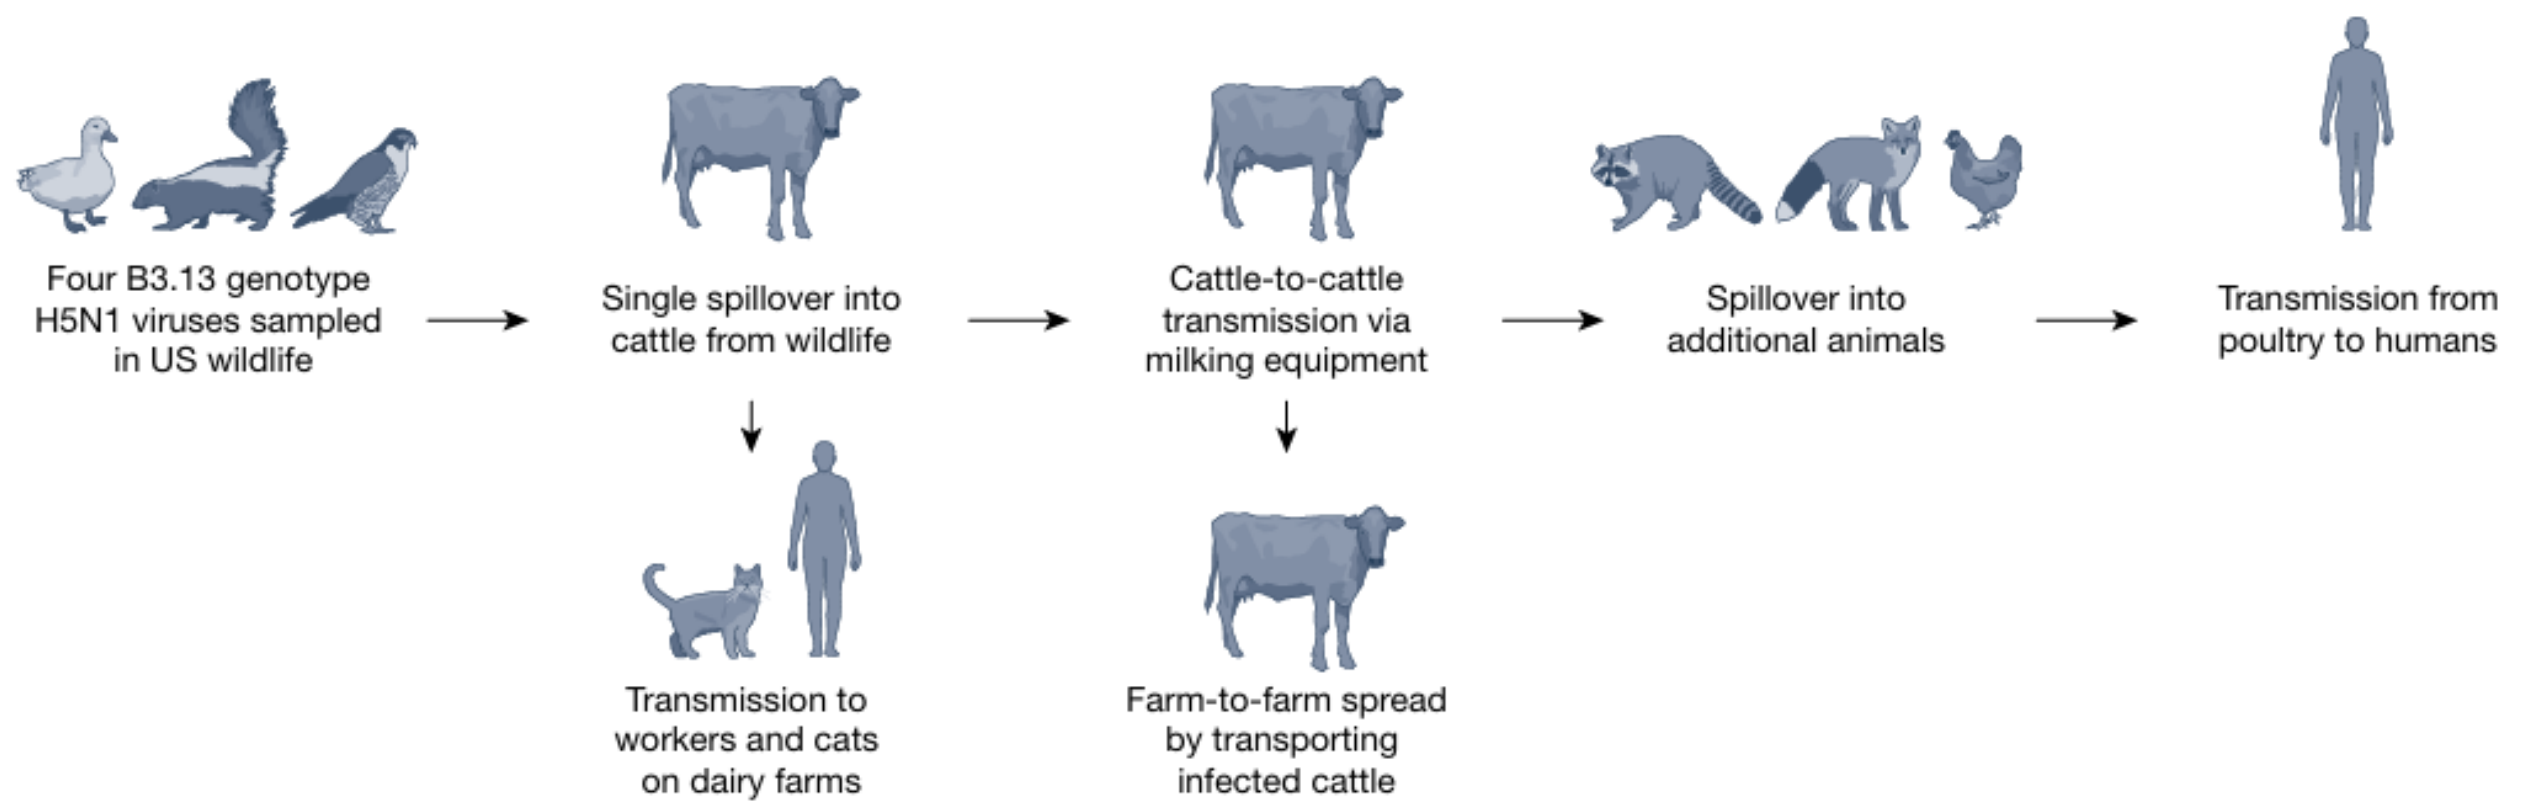 Four B3.13 genotype
H5N1 viruses sampled
in US wildlife
Single spillover into
cattle from wildlife
Cattle-to-cattle
transmission via
milking equipment
Spillover into
additional animals
Transmission from
poultry to humans
Transmission to
workers and cats
on dairy farms
Farm-to-farm spread
by transporting
infected cattle